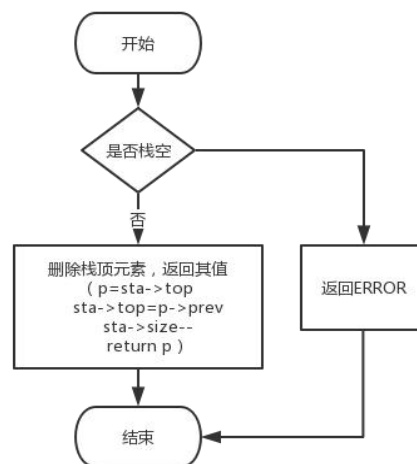 开始
是否栈空
否
删除栈顶元素，返回其值
（p=sta->top
sta->top=p->prev
sta->size--
return p）
返回ERROR
结束